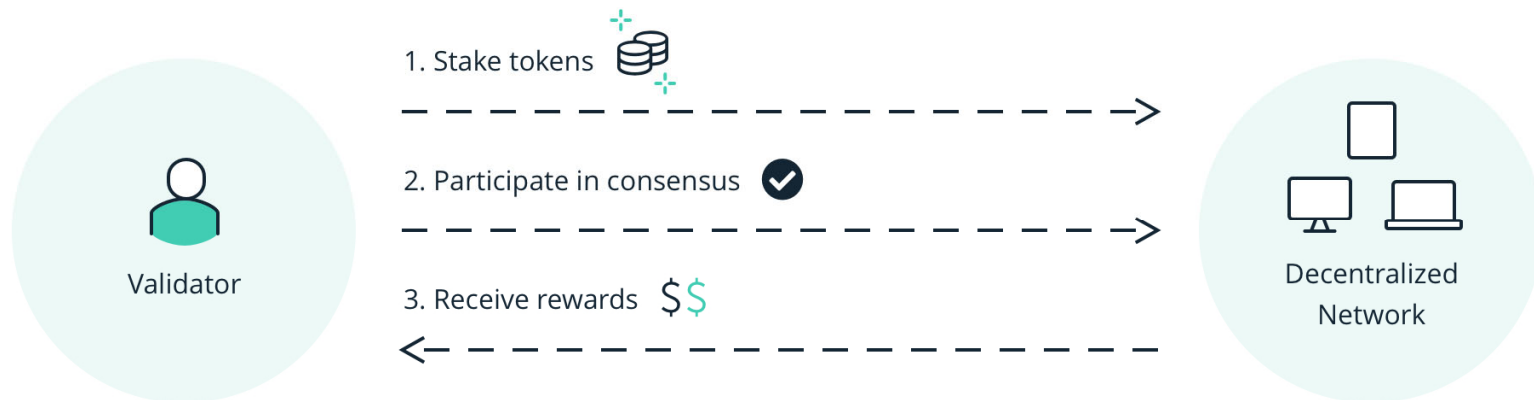 1. Stake tokens
2. Participate in consensus
3. Receive rewards $$
Validator
Decentralized
Network